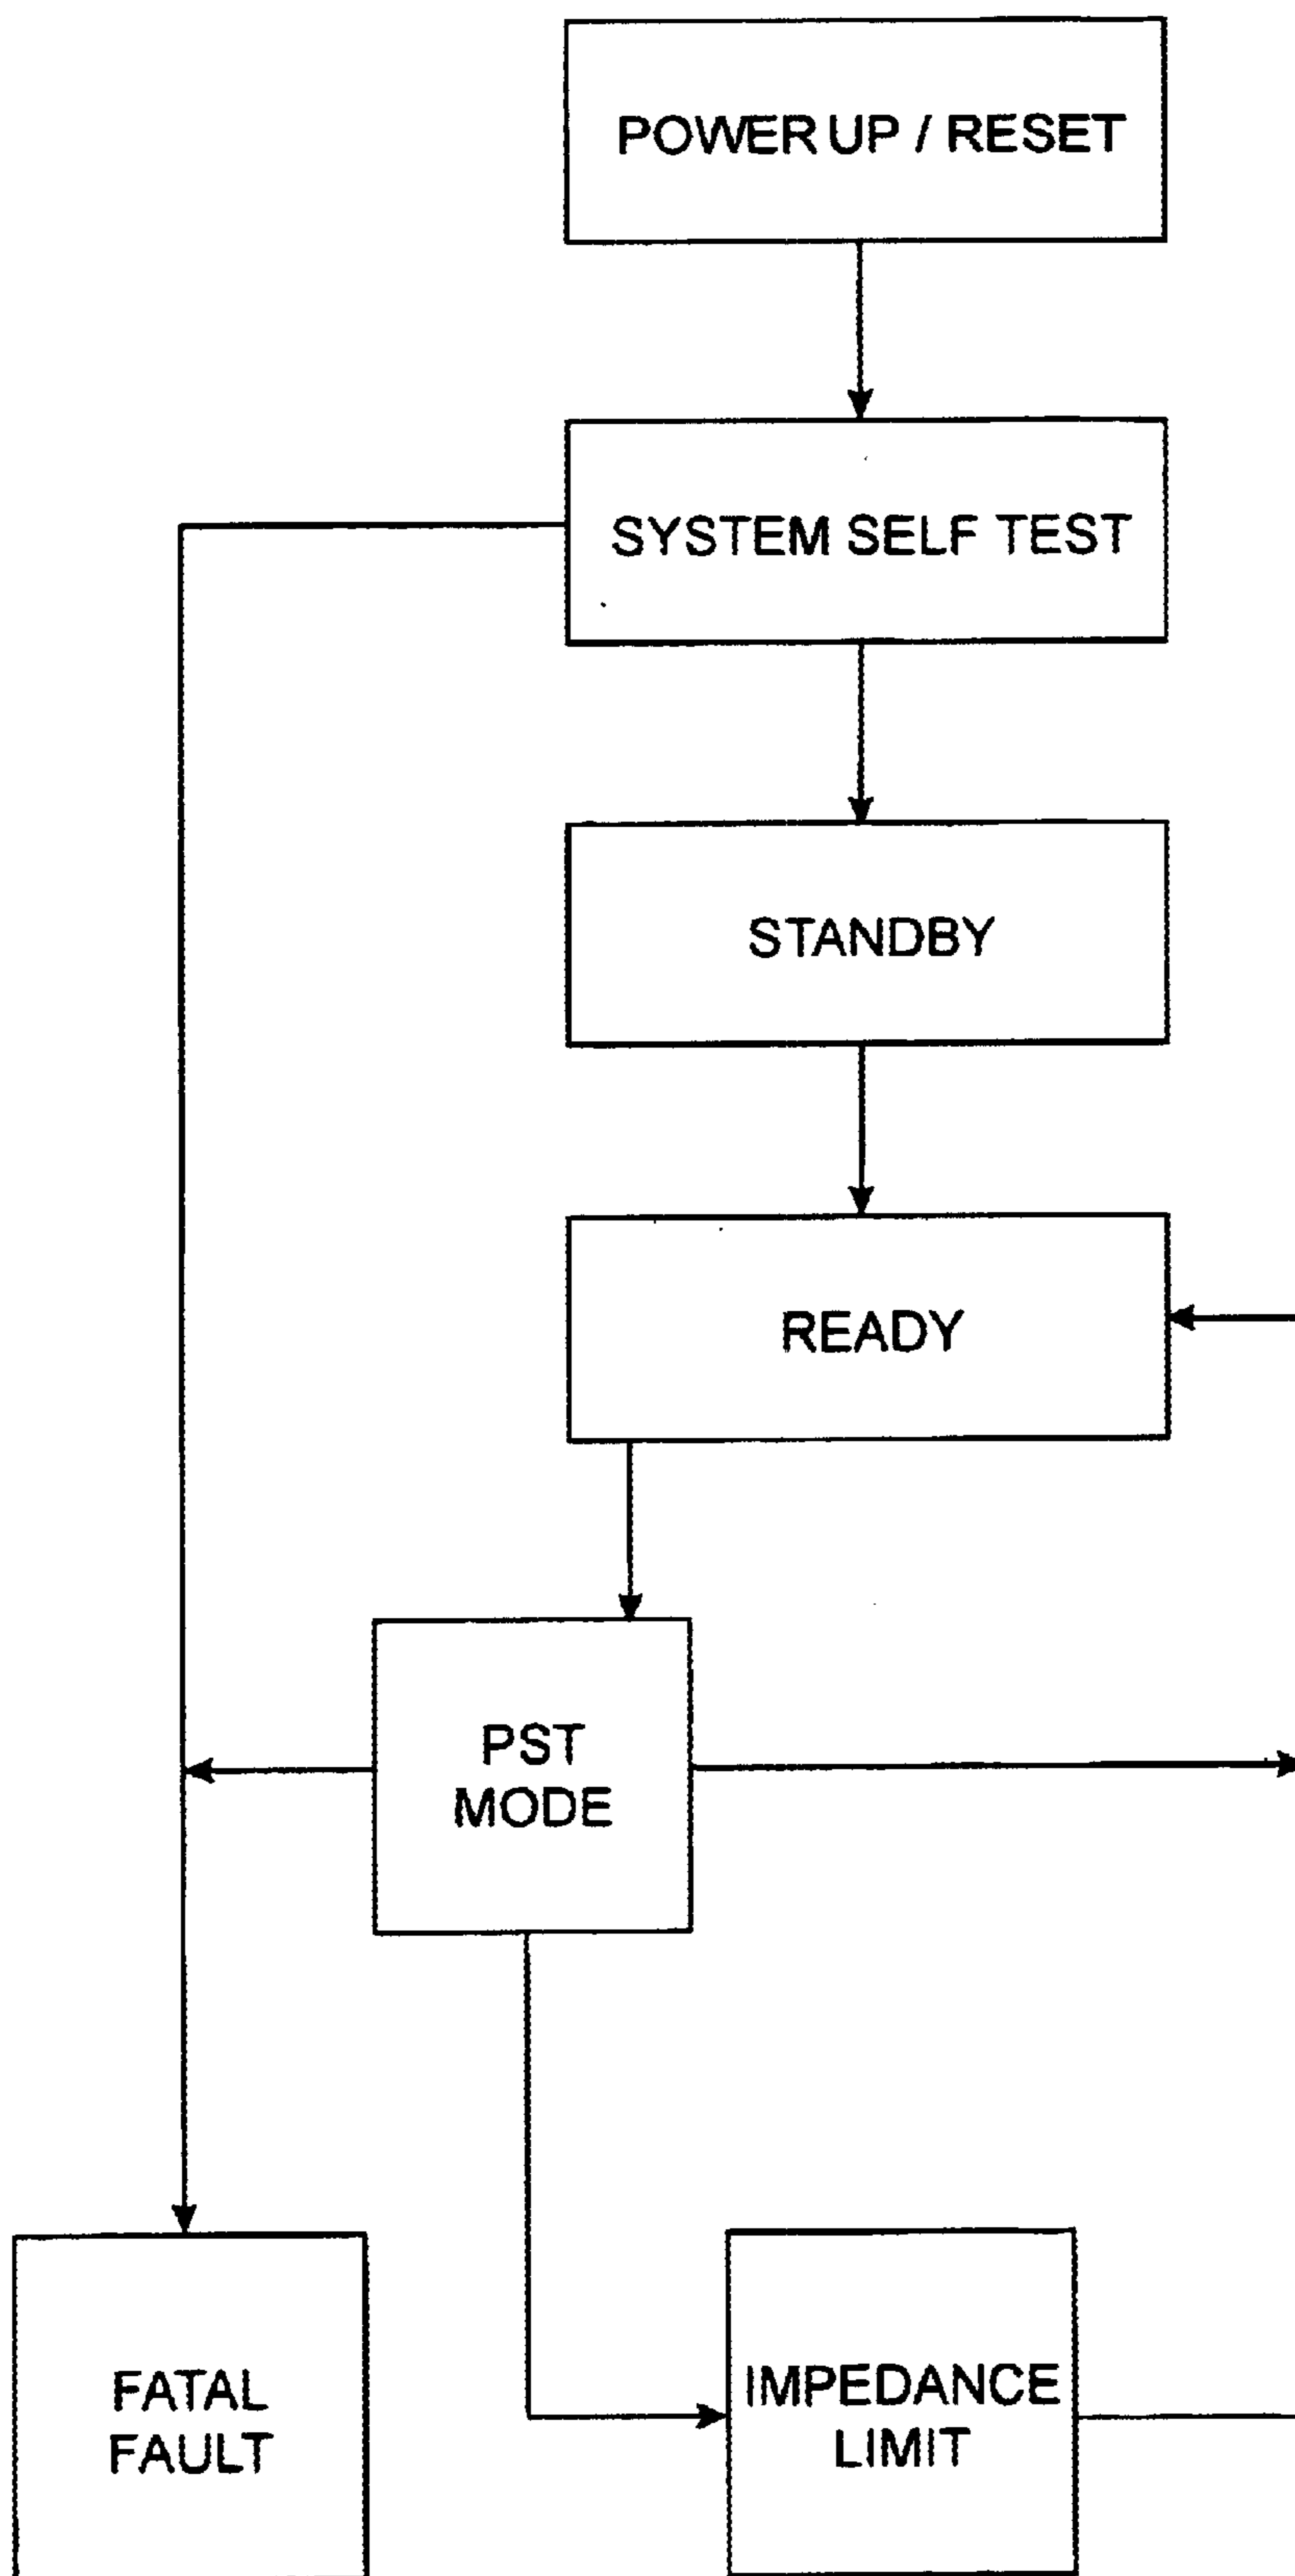 POWER UP / RESET
SYSTEM SELF TEST
STANDBY
READY
PST
MODE
FATAL
FAULT
IMPEDANCE
LIMIT